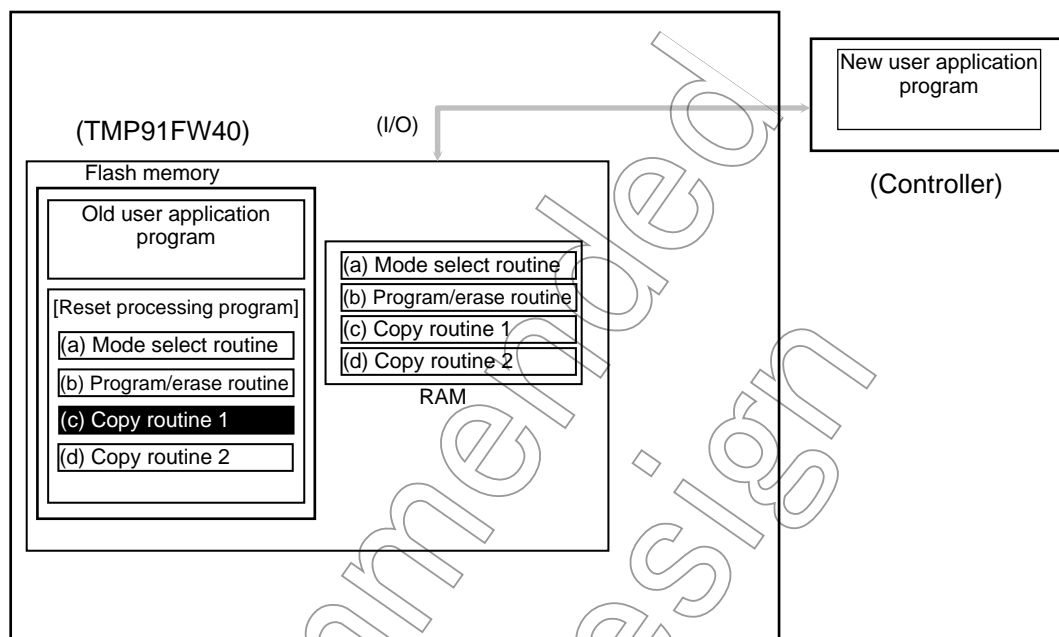 New user application
program
(Controller)
(TMP91FW40)
(I/O)
Flash memory
Old user application
program
[Reset processing program]
(a) Mode select routine
(b) Program/erase routine
(c) Copy routine 1
(d) Copy routine 2
(a) Mode select routine
(b) Program/erase routine
(c) Copy routine 1
(d) Copy routine 2
RAM
mmended
esign